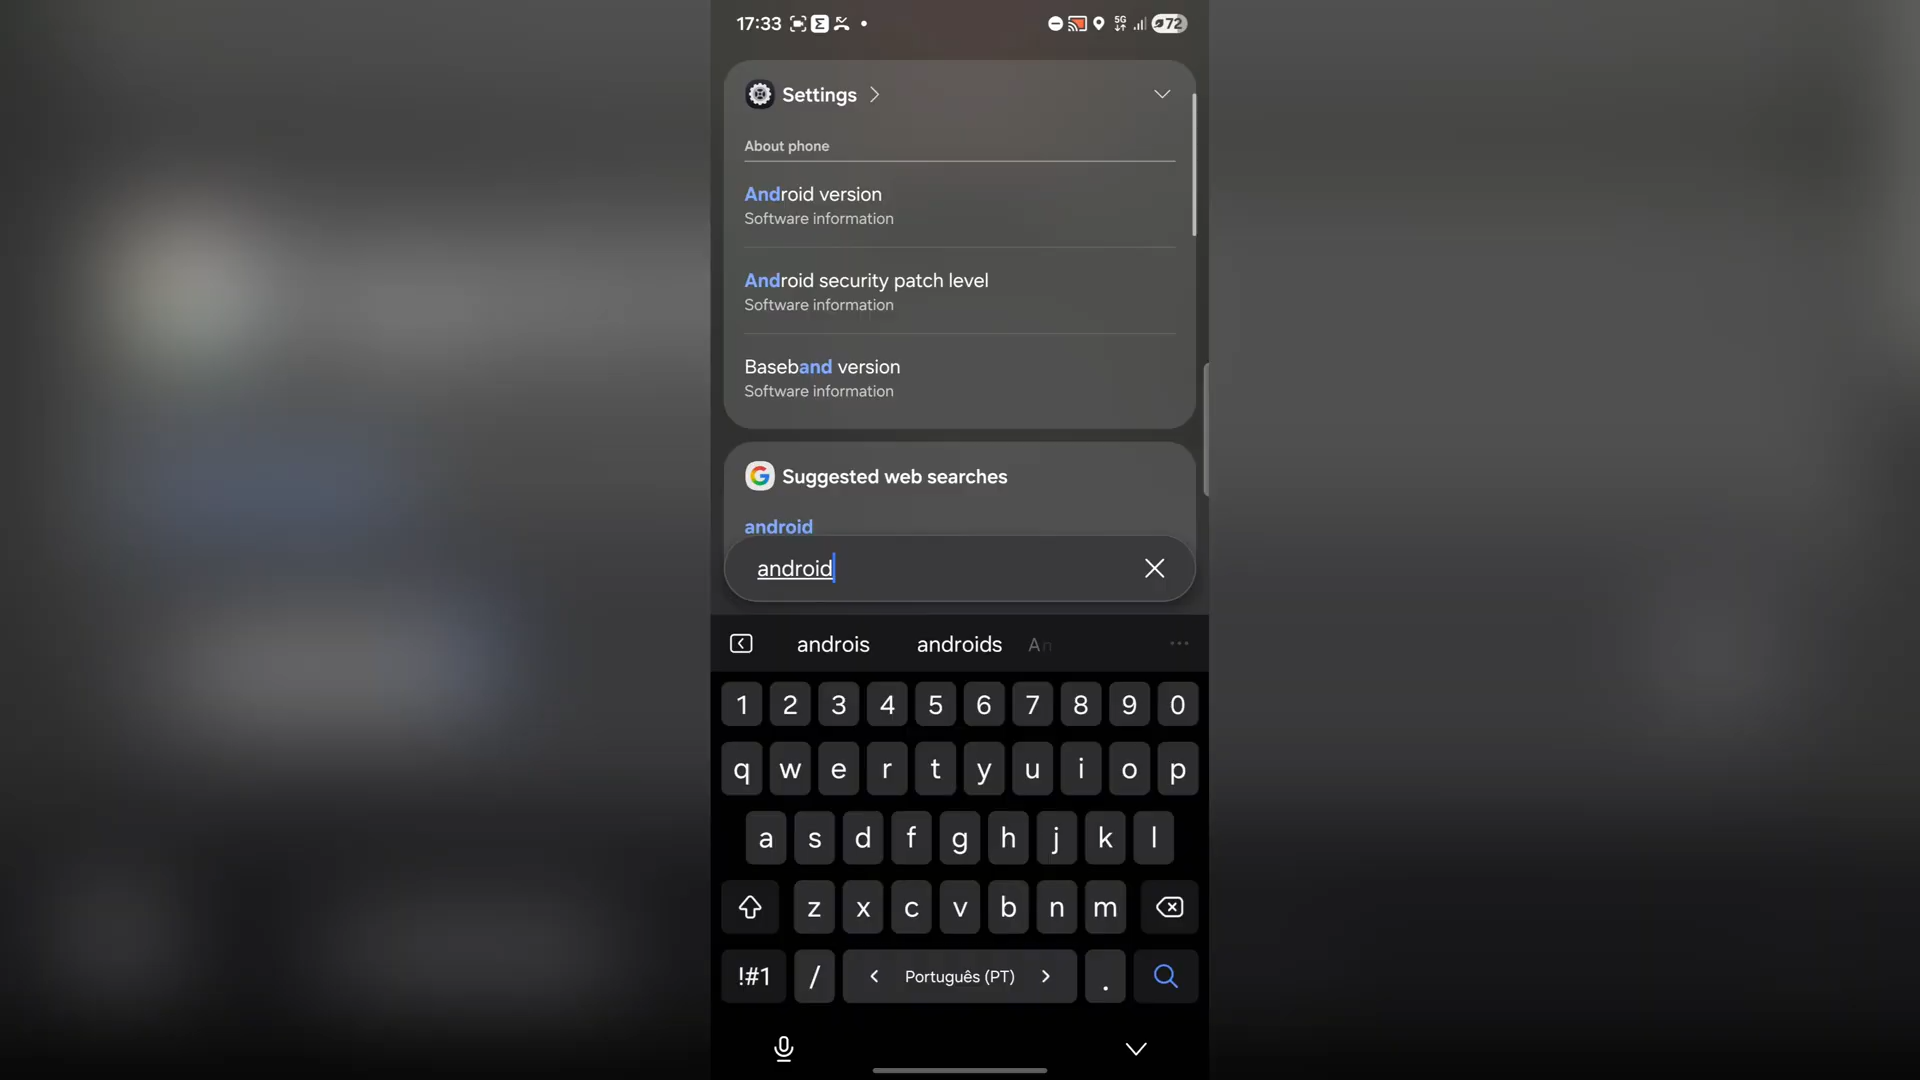 17:33
5G
72
Settings
About phone
Android version
Software information
Android security patch level
Software information
Baseband version
Software information
Suggested web searches
android
android
androis androids An
1 2 3 4 5 6 7 8 9 0
q w e r t y u i o p
a s d f g h j k l
z x c v b n m
!#1 / Português (PT) .